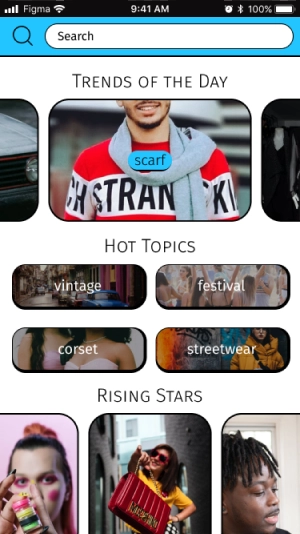 Figma 9:41 AM 100%
Search
Trends of the Day
CH STRAN KI
scarf
Hot Topics
vintage festival
corset streetwear
Rising Stars